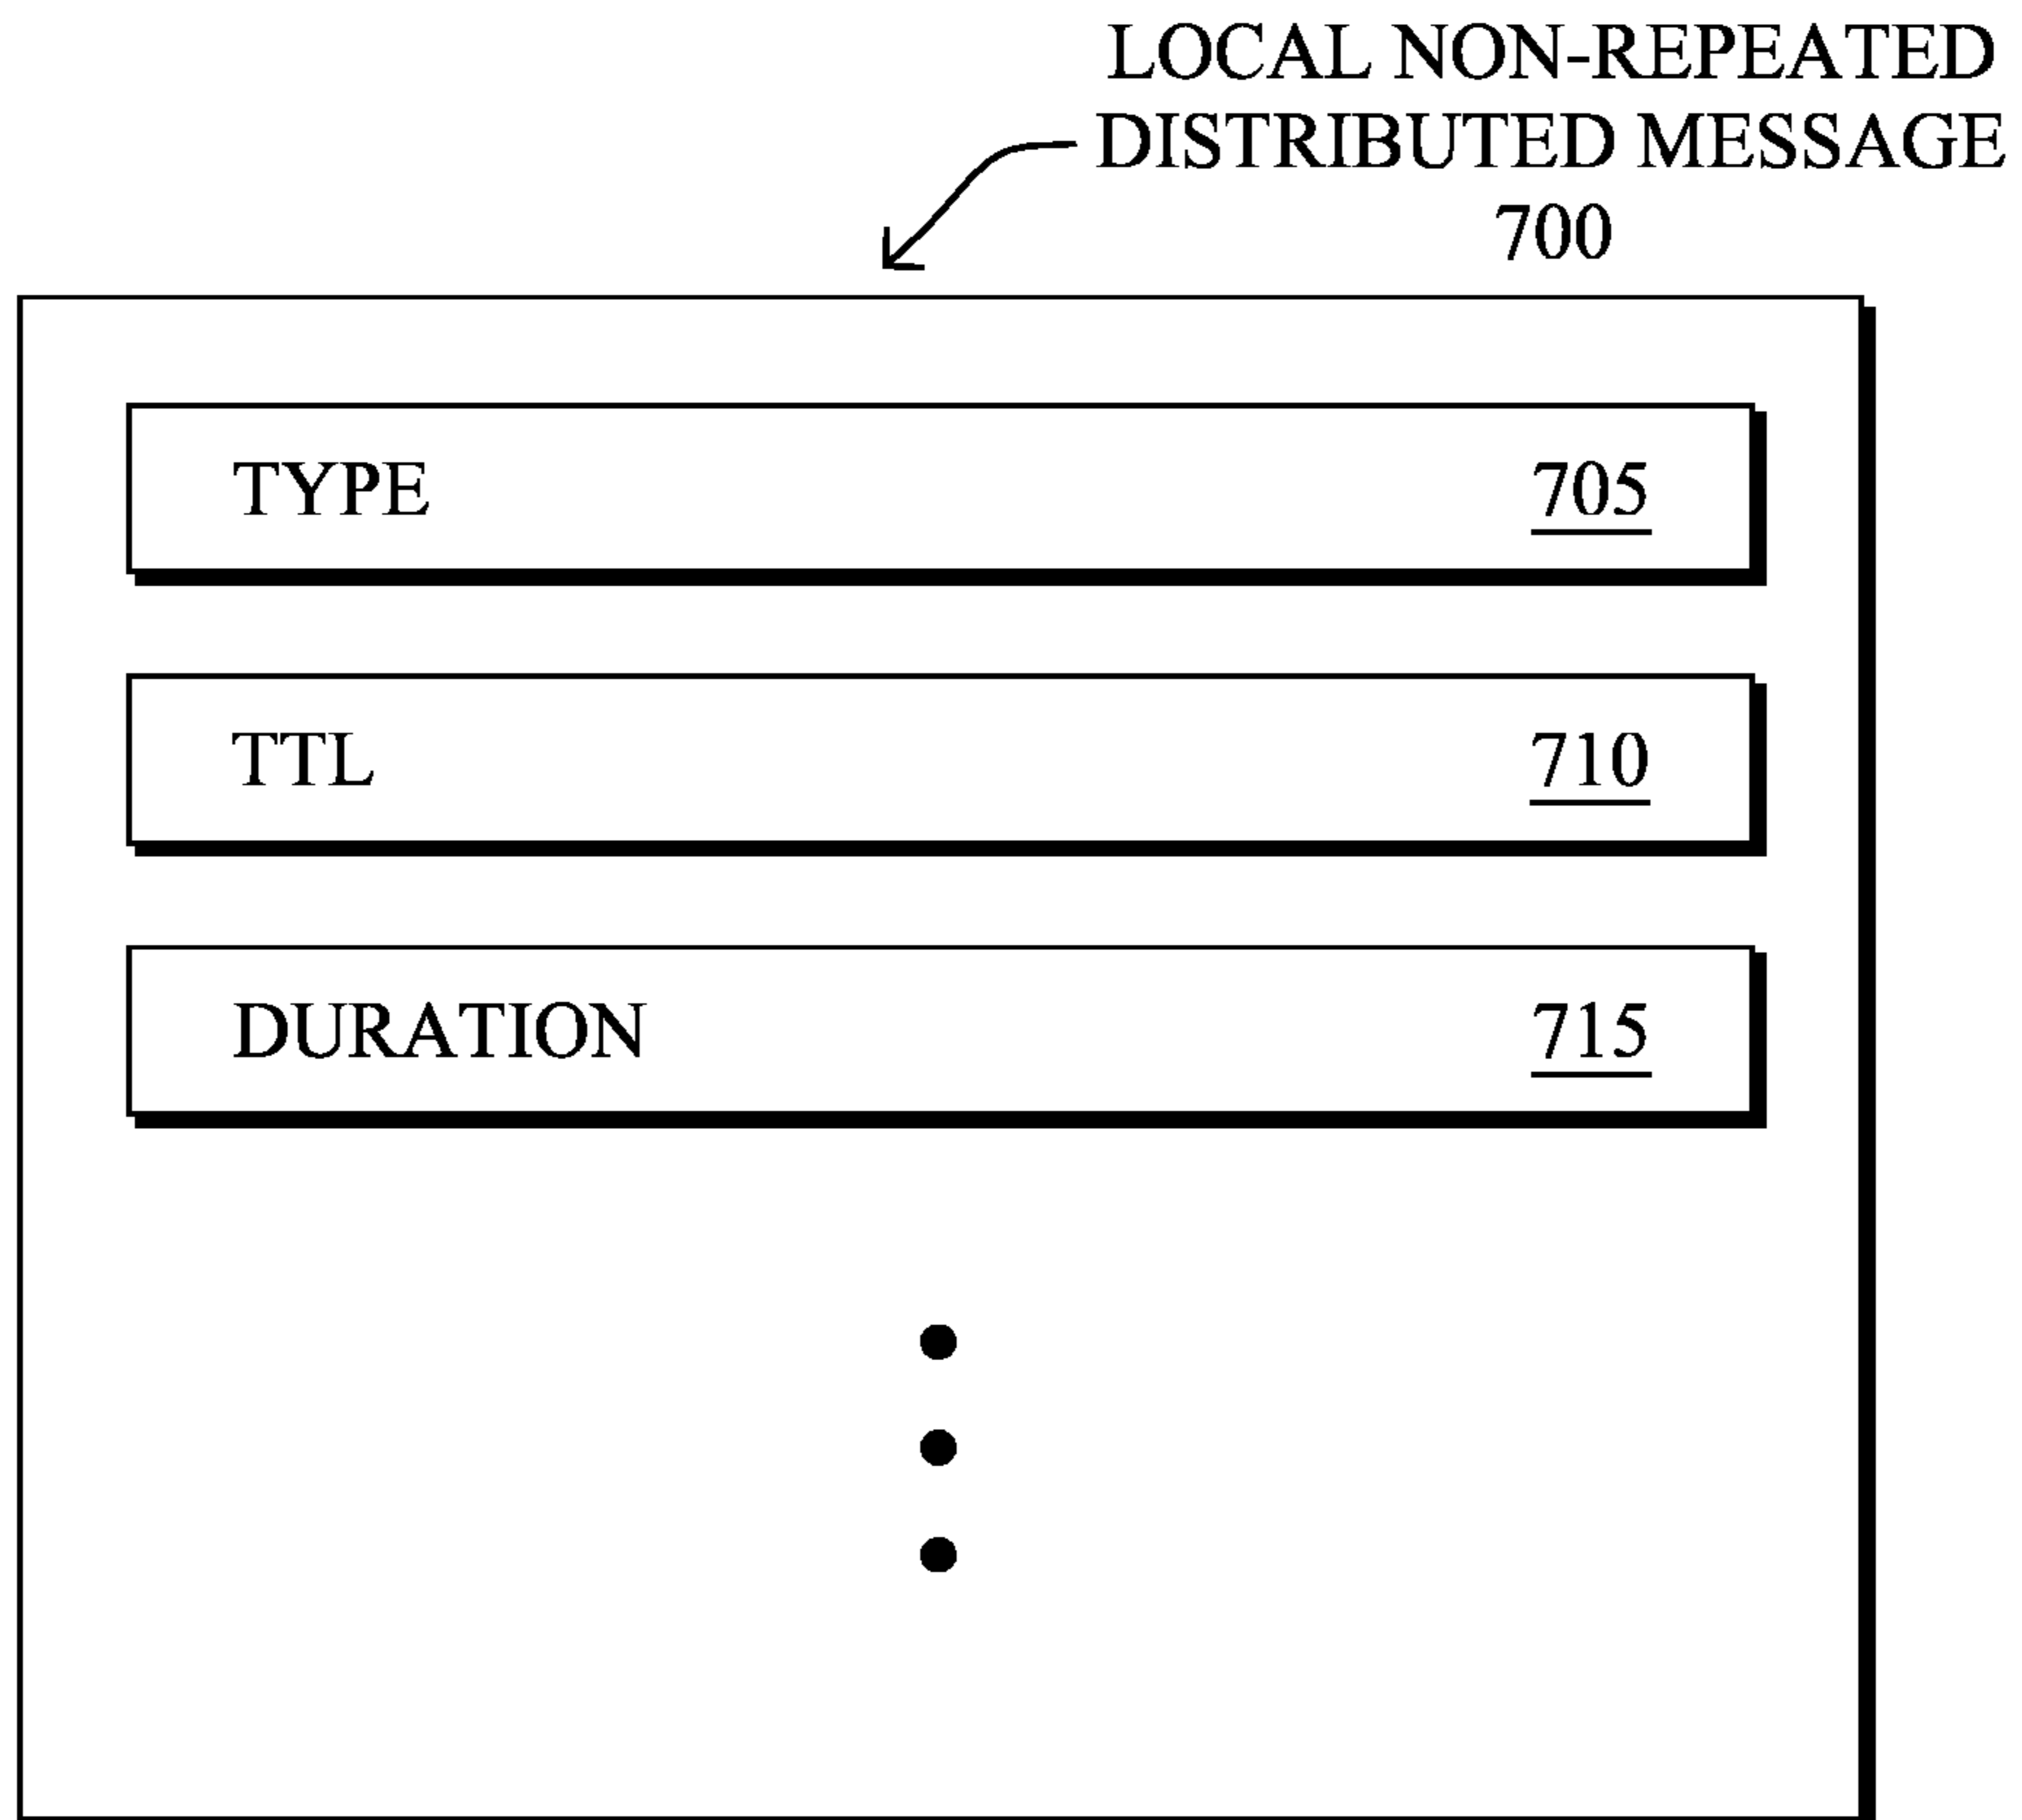 LOCAL NON-REPEATED
DISTRIBUTED MESSAGE
700
TYPE 705
TTL 710
DURATION 715